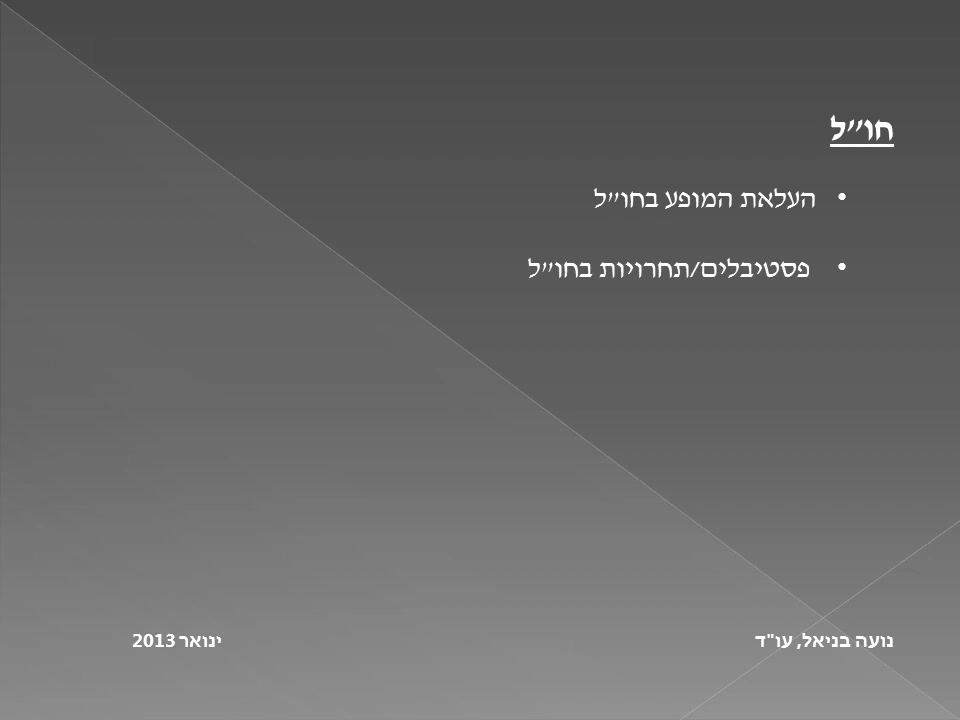 חו"ל
• העלאת המופע בחו"ל
• פסטיבלים/תחרויות בחו"ל
נועה בניאל, עו"ד ינואר 2013